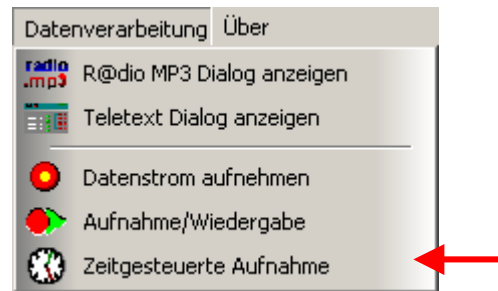 Datenverarbeitung Über
radio
.mp3 R@dio MP3 Dialog anzeigen
Teletext Dialog anzeigen
Datenstrom aufnehmen
Aufnahme/Wiedergabe
Zeitgesteuerte Aufnahme